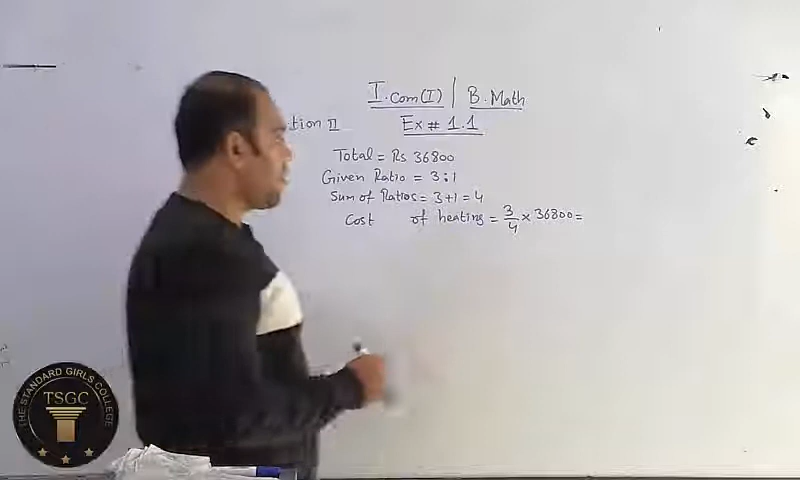 I.Com(I) | B.Math
tion II Ex # 1.1
Total = Rs 36800
Given Ratio = 3:1
Sum of Ratios = 3+1 = 4
Cost of heating = 3/4 × 36800 =
THE STANDARD GIRLS COLLEGE
TSGC